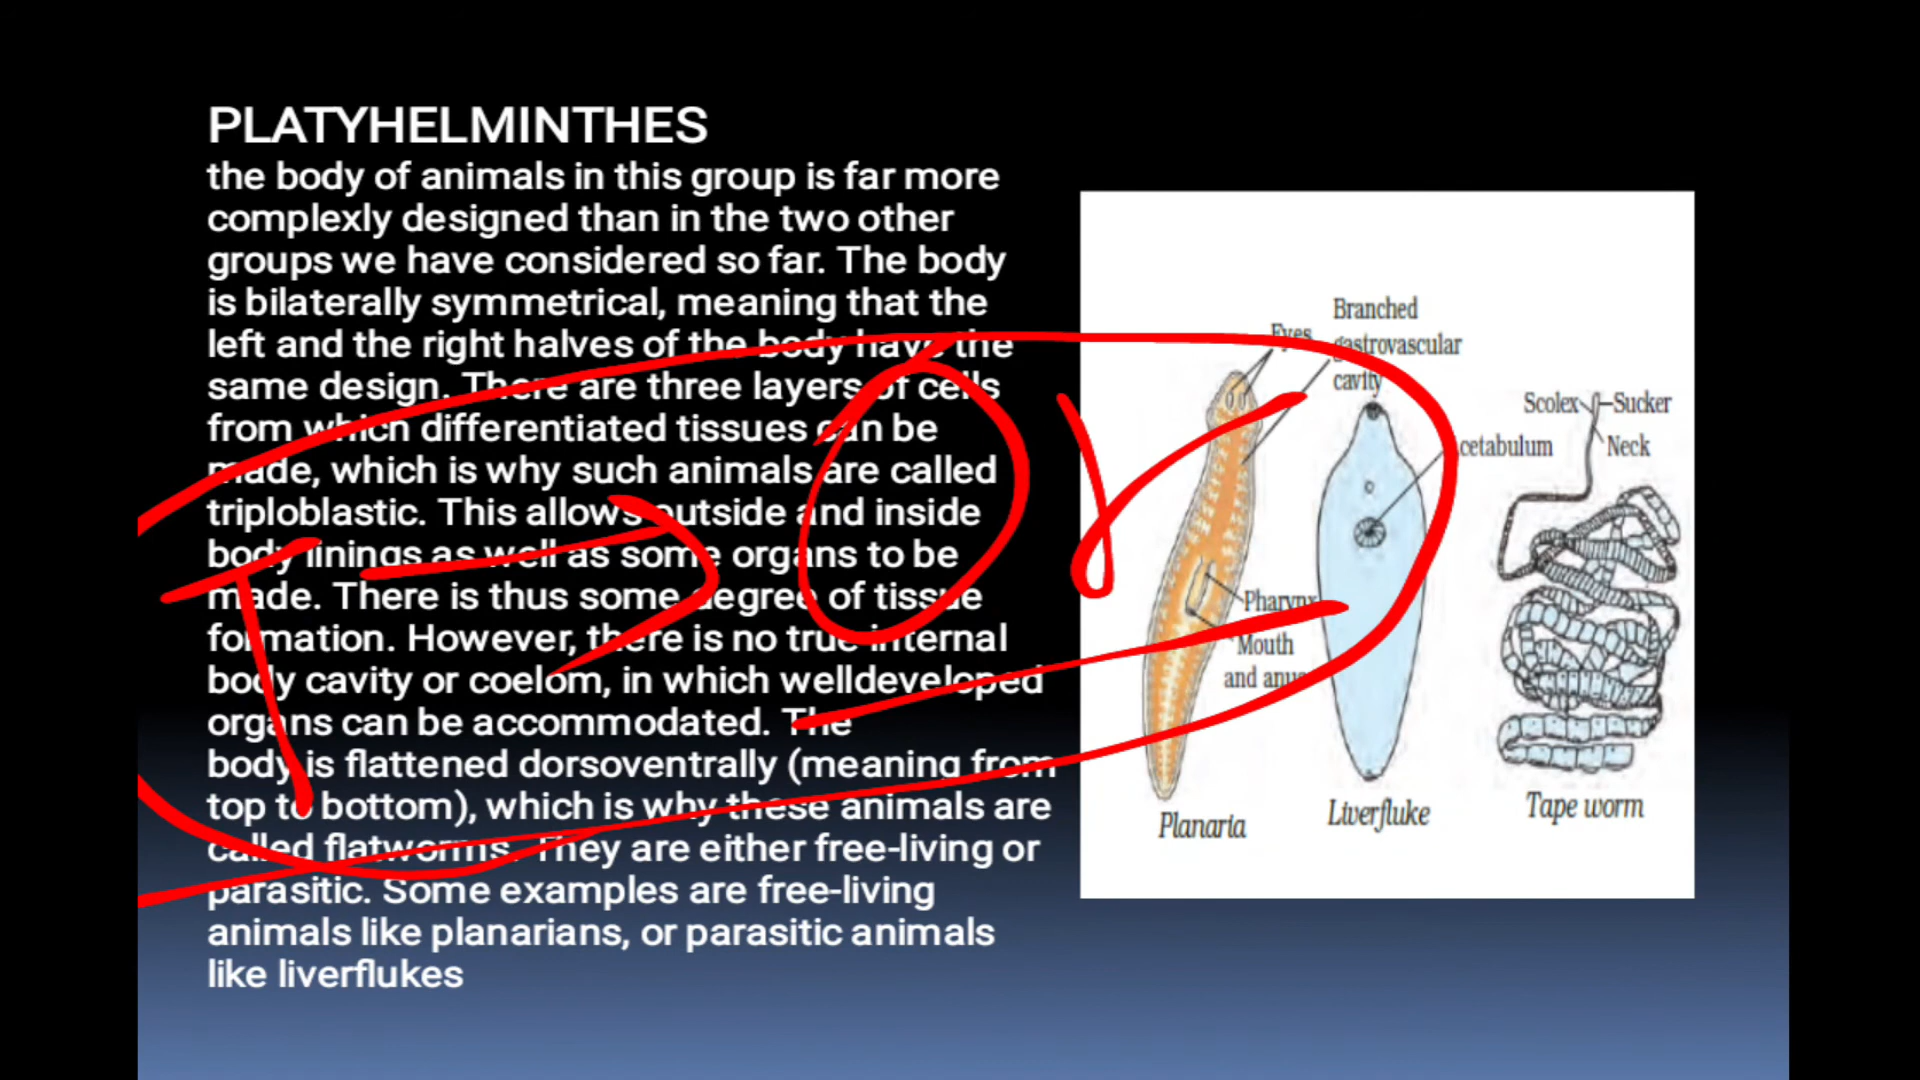 PLATYHELMINTHES
the body of animals in this group is far more
complexly designed than in the two other
groups we have considered so far. The body
is bilaterally symmetrical, meaning that the
left and the right halves of the body have the
same design. There are three layers of cells
from which differentiated tissues can be
made, which is why such animals are called
triploblastic. This allows outside and inside
body linings as well as some organs to be
made. There is thus some degree of tissue
formation. However, there is no true internal
body cavity or coelom, in which welldeveloped
organs can be accommodated. The
body is flattened dorsoventrally (meaning from
top to bottom), which is why these animals are
called flatworms. They are either free-living or
parasitic. Some examples are free-living
animals like planarians, or parasitic animals
like liverflukes
Eyes
Branched
gastrovascular
cavity
Pharynx
Mouth
and anus
Planaria
cetabulum
Liverfluke
Scolex
Sucker
Neck
Tape worm